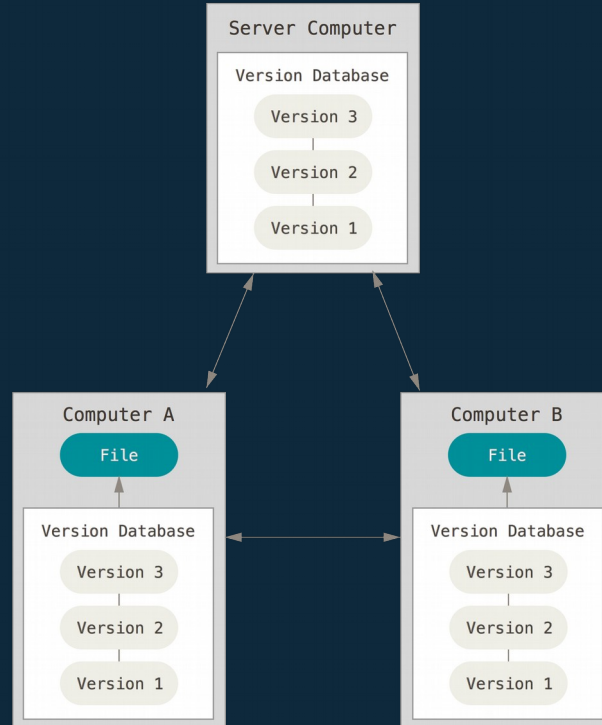 Server Computer
Version Database
Version 3
Version 2
Version 1
Computer A
File
Version Database
Version 3
Version 2
Version 1
Computer B
File
Version Database
Version 3
Version 2
Version 1